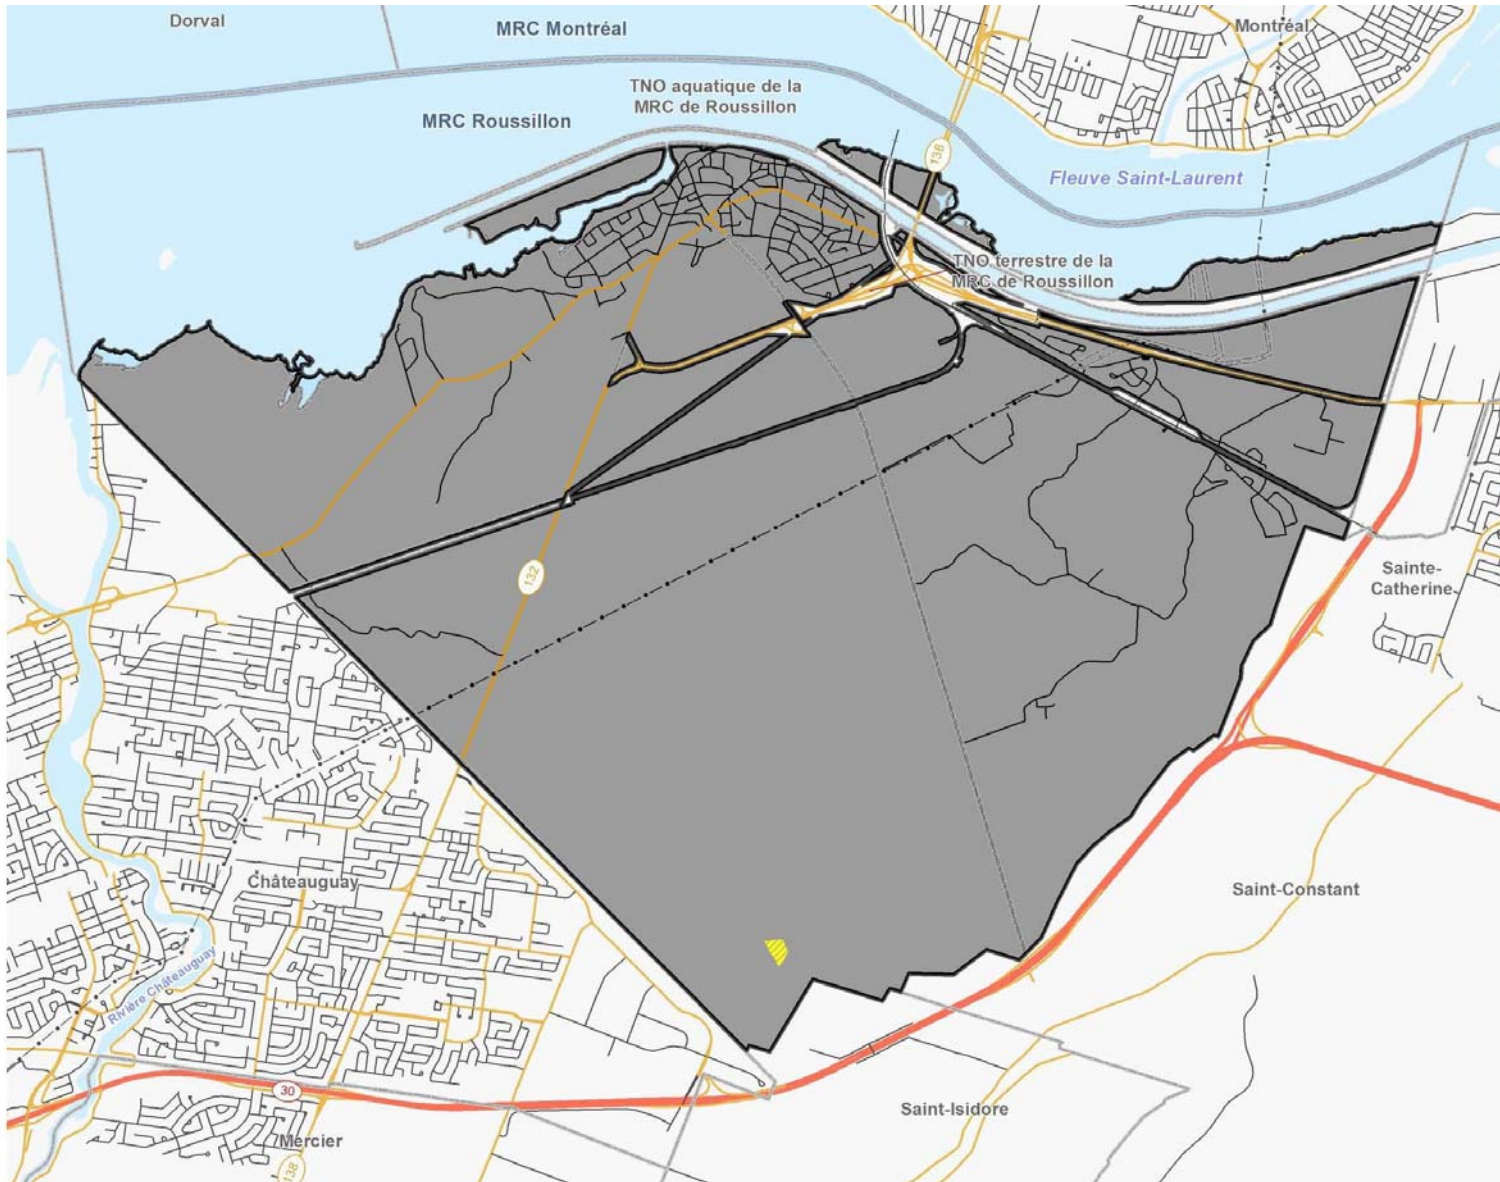 Dorval
MRC Montréal
Montréal
TNO aquatique de la
MRC de Roussillon
MRC Roussillon
138
Fleuve Saint-Laurent
TNO terrestre de la
MRC de Roussillon
132
Sainte-
Catherine
Châteauguay
Saint-Constant
Rivière Châteauguay
30
Saint-Isidore
Mercier
138